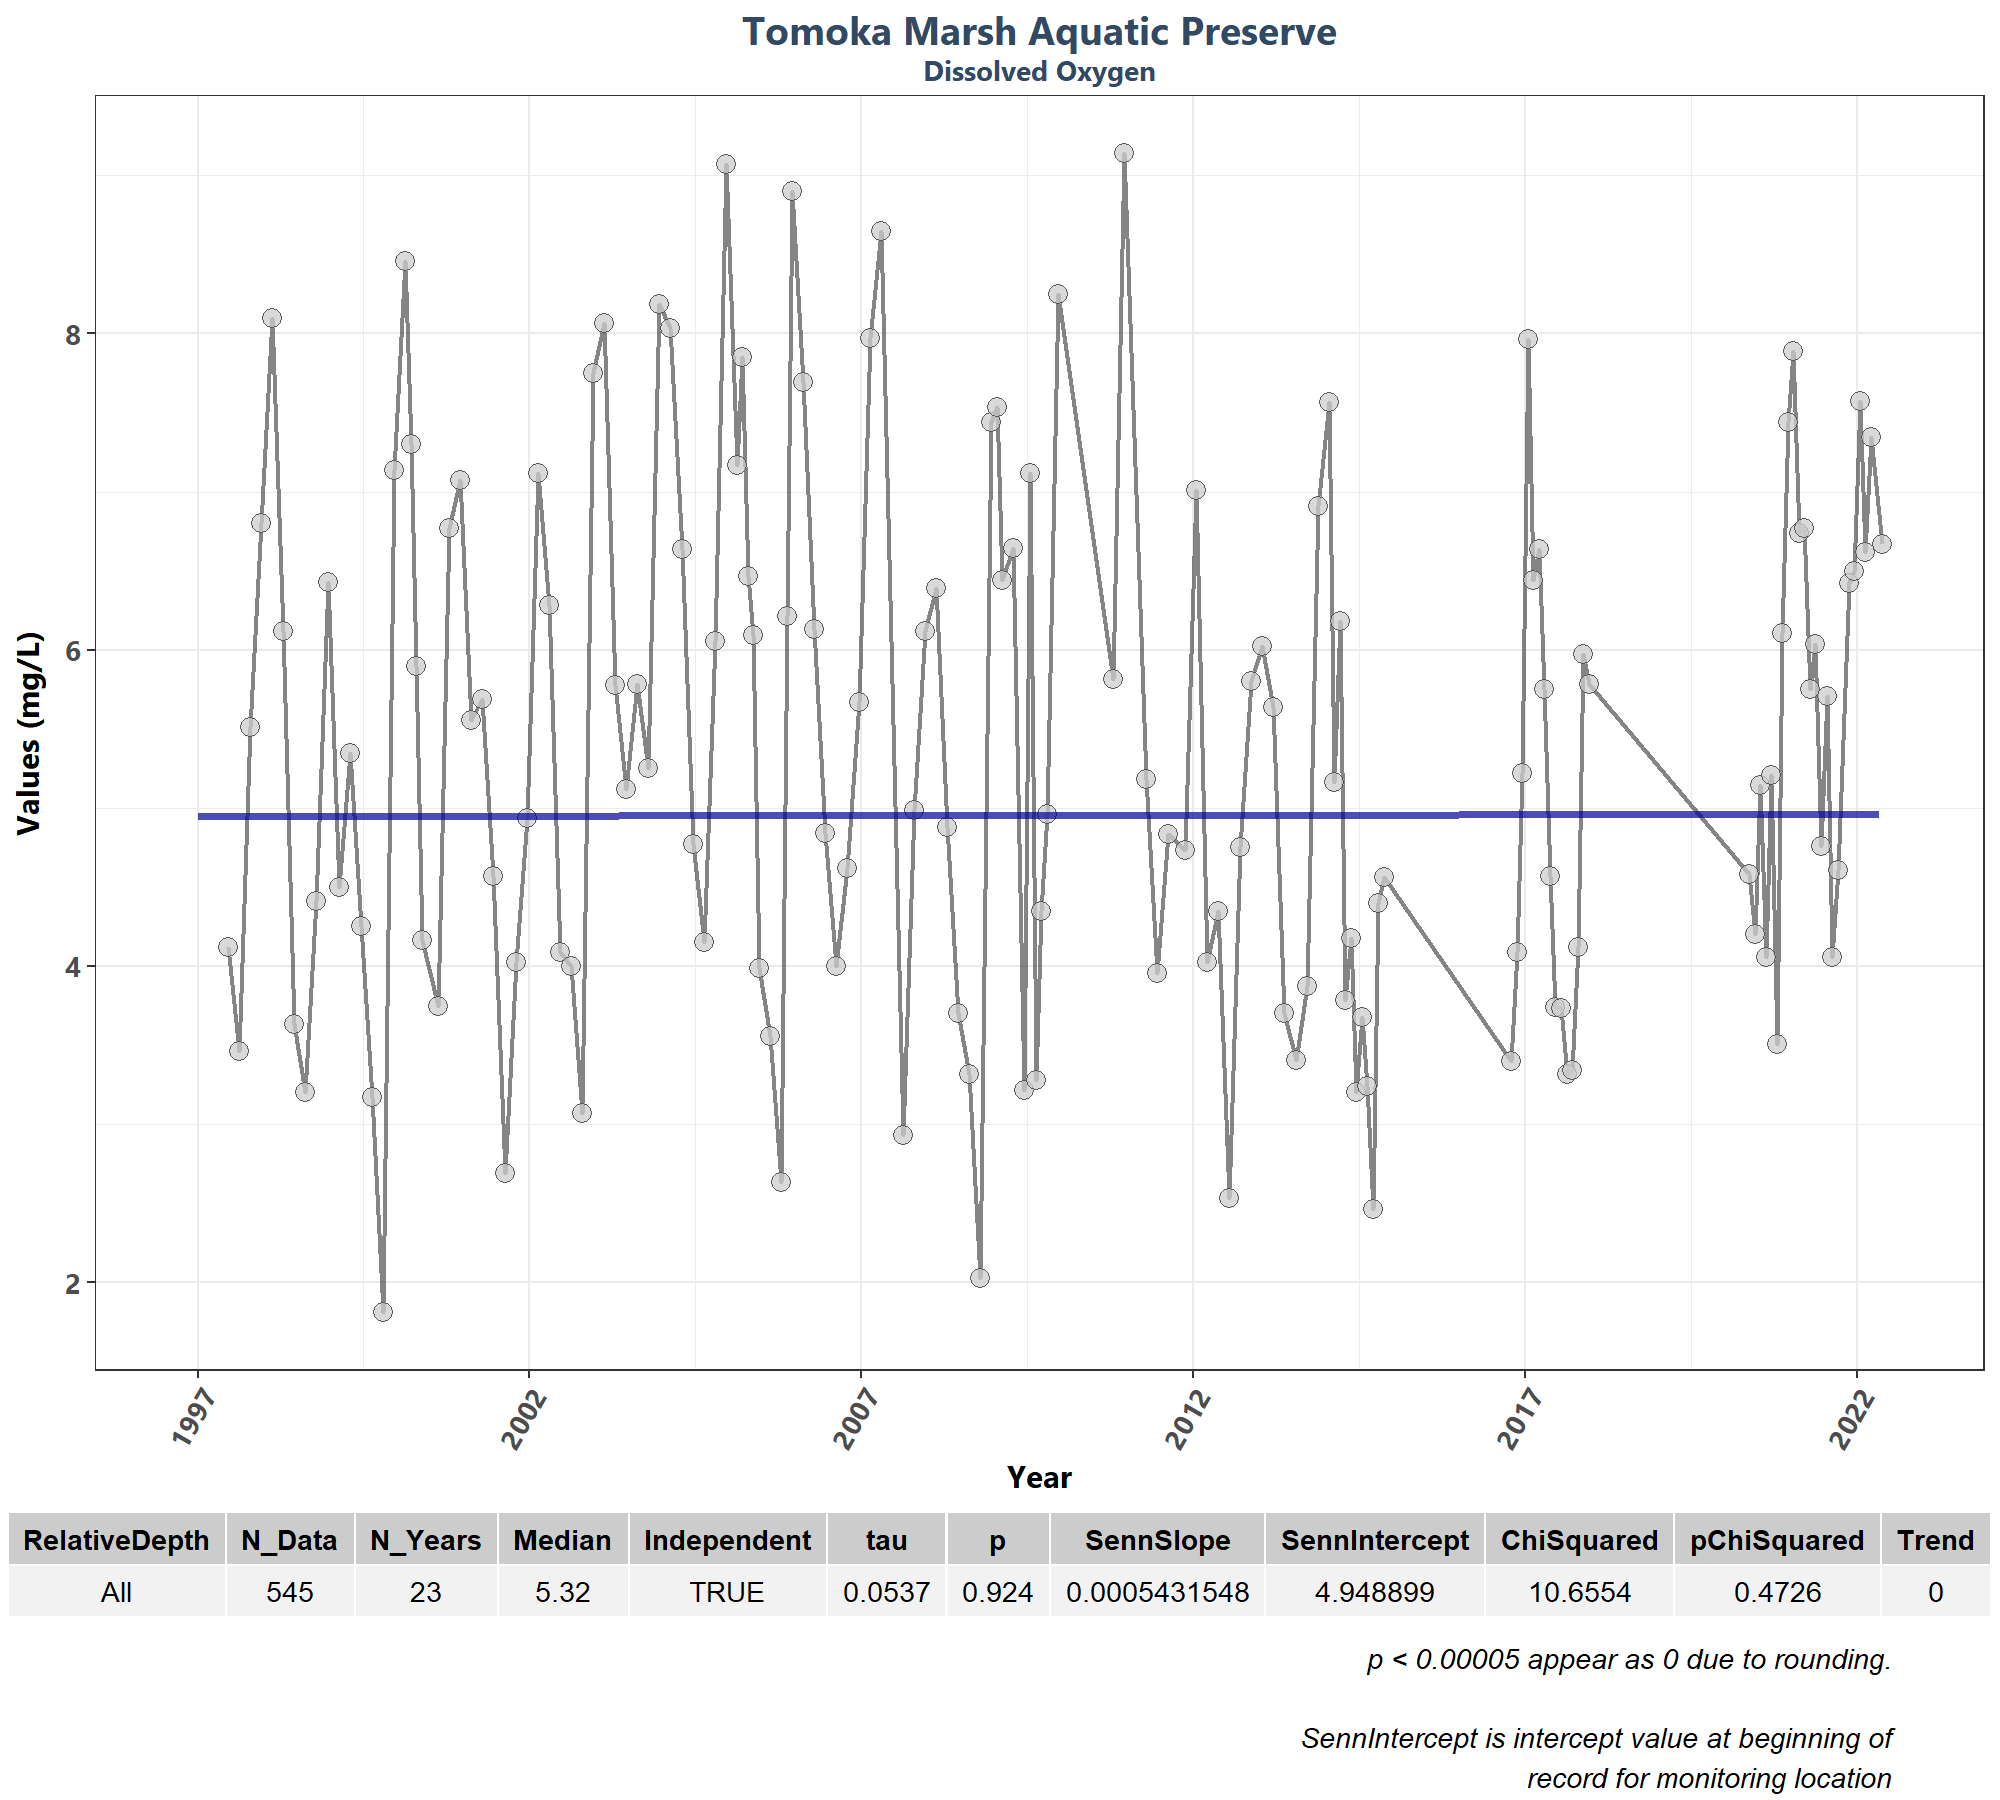 Tomoka Marsh Aquatic Preserve
Dissolved Oxygen
Values (mg/L)
8
6
4
2
1997
2002
2007
2012
2017
2022
Year
RelativeDepth N_Data N_Years Median Independent tau p SennSlope SennIntercept ChiSquared pChiSquared Trend
All 545 23 5.32 TRUE 0.0537 0.924 0.0005431548 4.948899 10.6554 0.4726 0
p < 0.00005 appear as 0 due to rounding.
SennIntercept is intercept value at beginning of
record for monitoring location